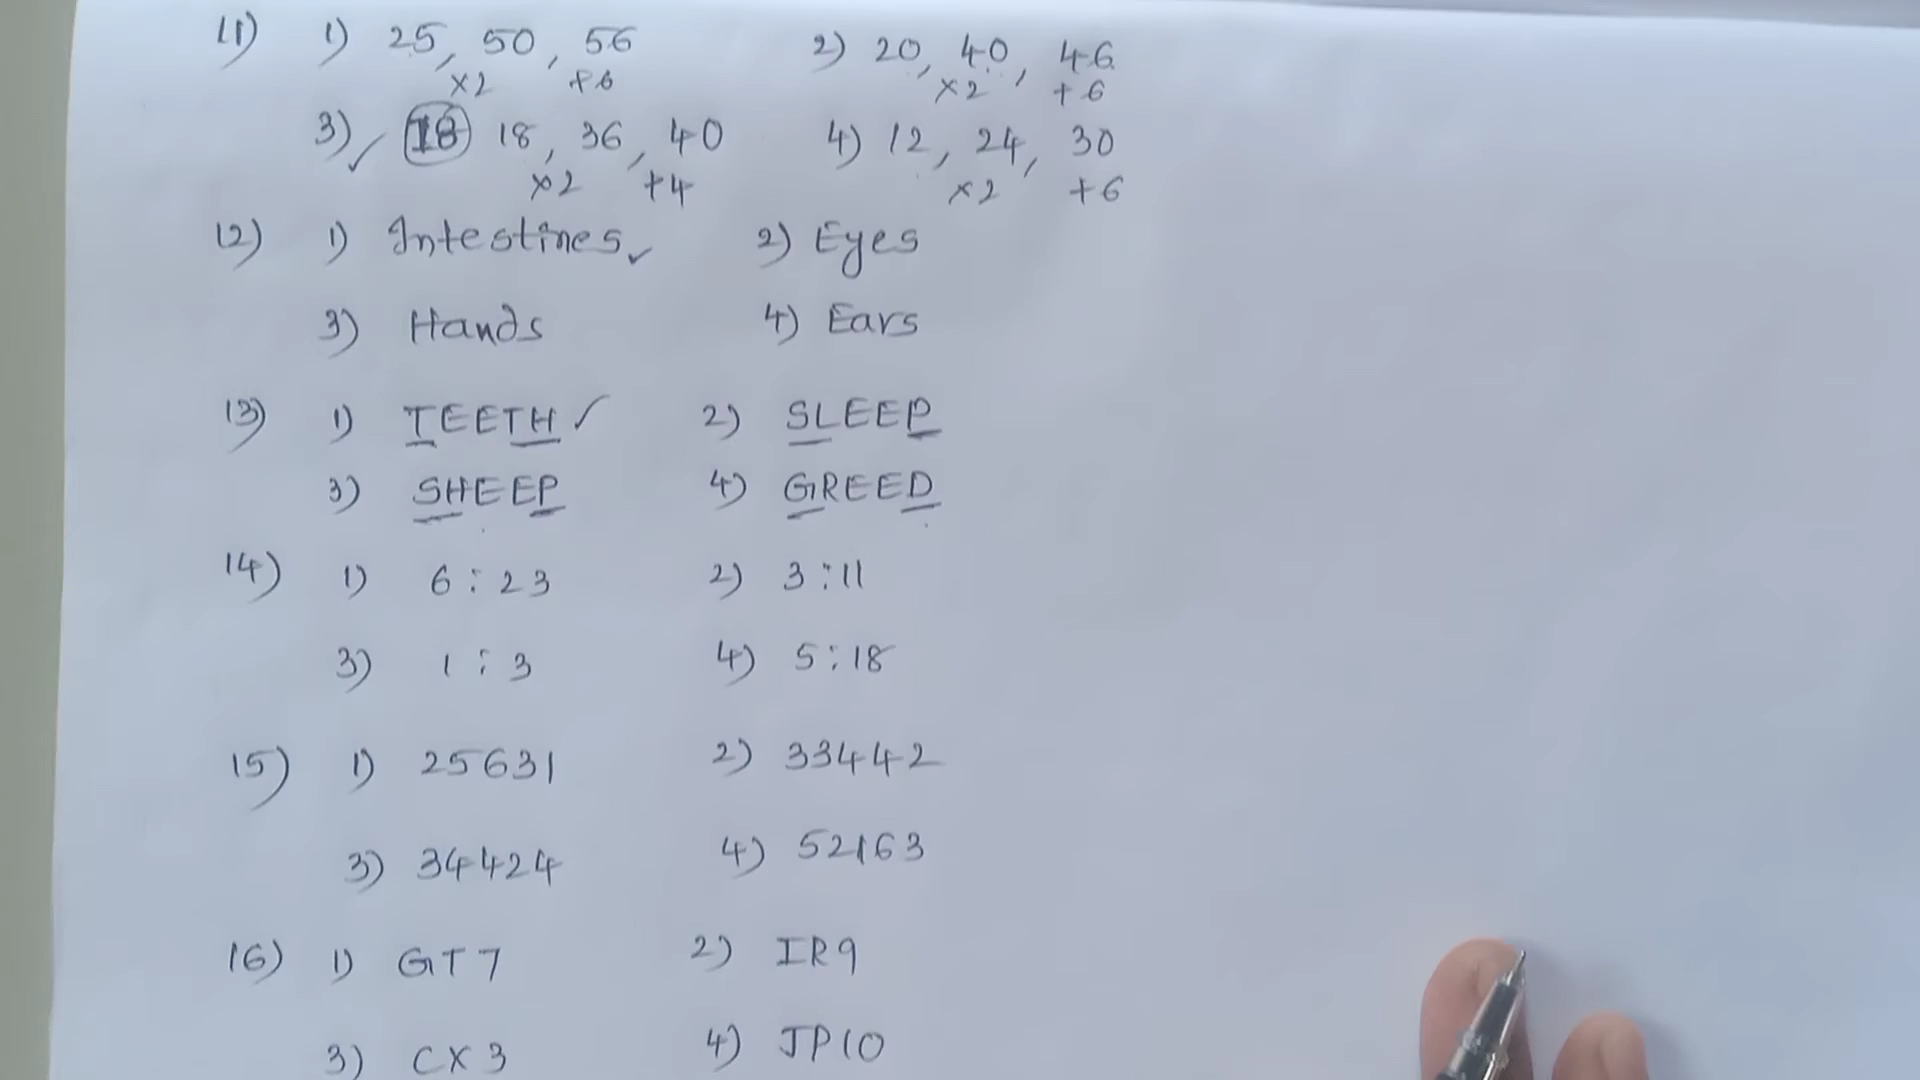 11) 1) 25, 50, 56 2) 20, 40, 46
×2 +6 ×2 +6
3) ✓ 18 18, 36, 40 4) 12, 24, 30
×2 +4 ×2 +6
12) 1) Intestines ✓ 2) Eyes
3) Hands 4) Ears
13) 1) TEETH ✓ 2) SLEEP
3) SHEEP 4) GREED
14) 1) 6 : 23 2) 3 : 11
3) 1 : 3 4) 5 : 18
15) 1) 25631 2) 33442
3) 34424 4) 52163
16) 1) GT7 2) IR9
3) CX3 4) JP10